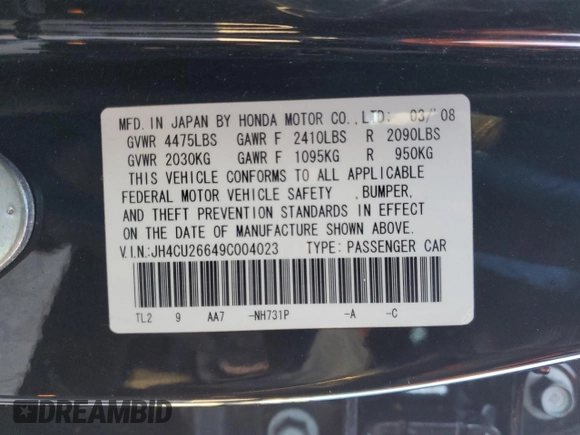 MFD. IN JAPAN BY HONDA MOTOR CO., LTD: 03/'08
GVWR 4475LBS GAWR F 2410LBS R 2090LBS
GVWR 2030KG GAWR F 1095KG R 950KG
THIS VEHICLE CONFORMS TO ALL APPLICABLE
FEDERAL MOTOR VEHICLE SAFETY , BUMPER,
AND THEFT PREVENTION STANDARDS IN EFFECT
ON THE DATE OF MANUFACTURE SHOWN ABOVE.
V.I.N.:JH4CU26649C004023 TYPE: PASSENGER CAR
TL2 9 AA7 -NH731P -A -C
DREAMBID